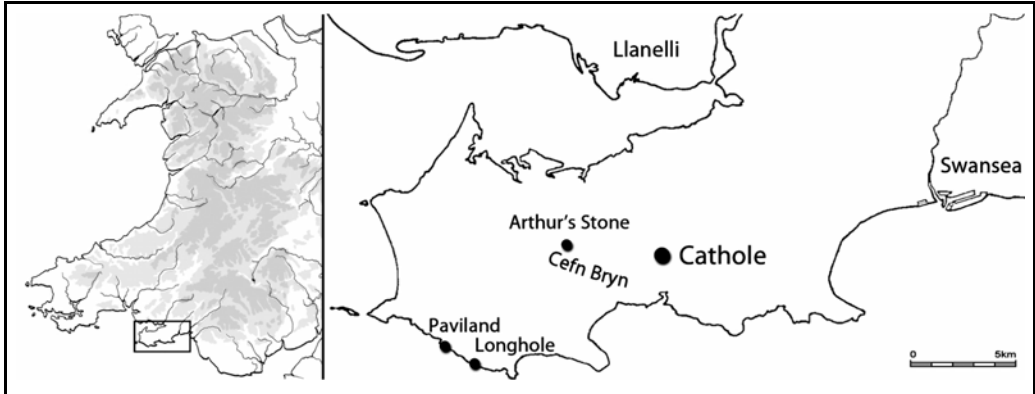 Llanelli
Swansea
Arthur's Stone
Cefn Bryn
Cathole
Paviland
Longhole
0 5km